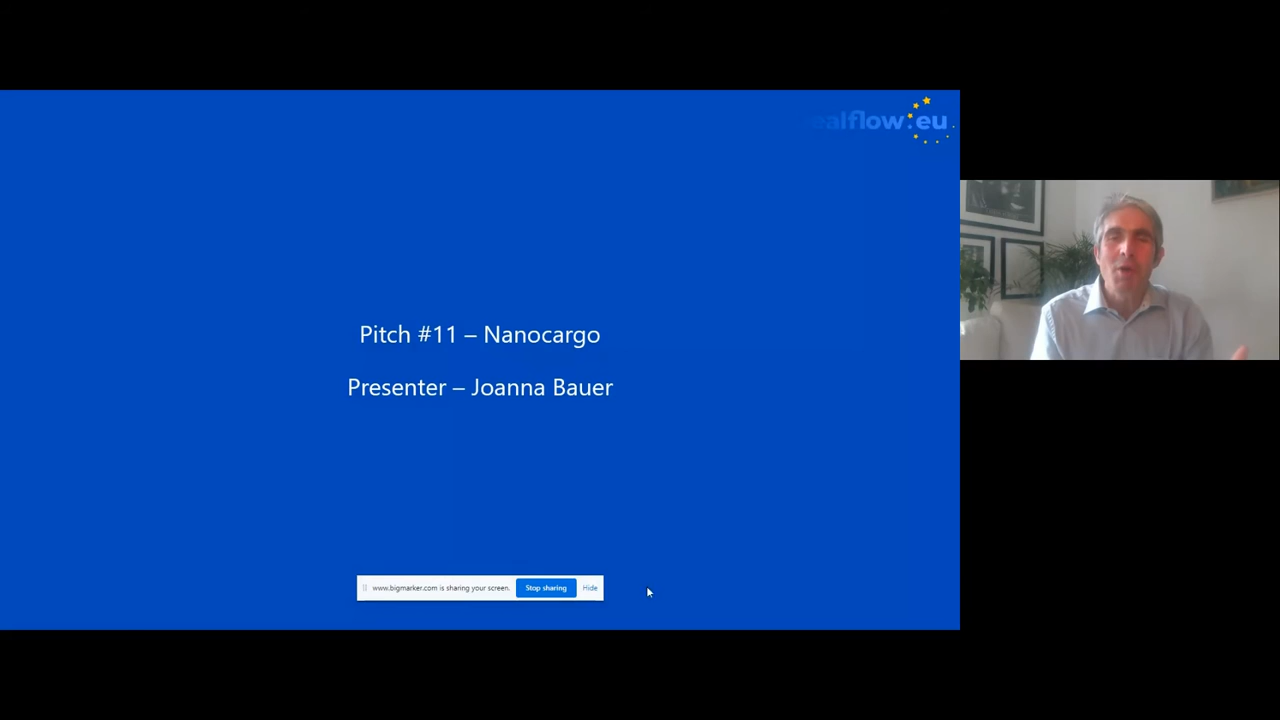 ealflow.eu
Pitch #11 – Nanocargo
Presenter – Joanna Bauer
www.bigmarker.com is sharing your screen.
Stop sharing
Hide